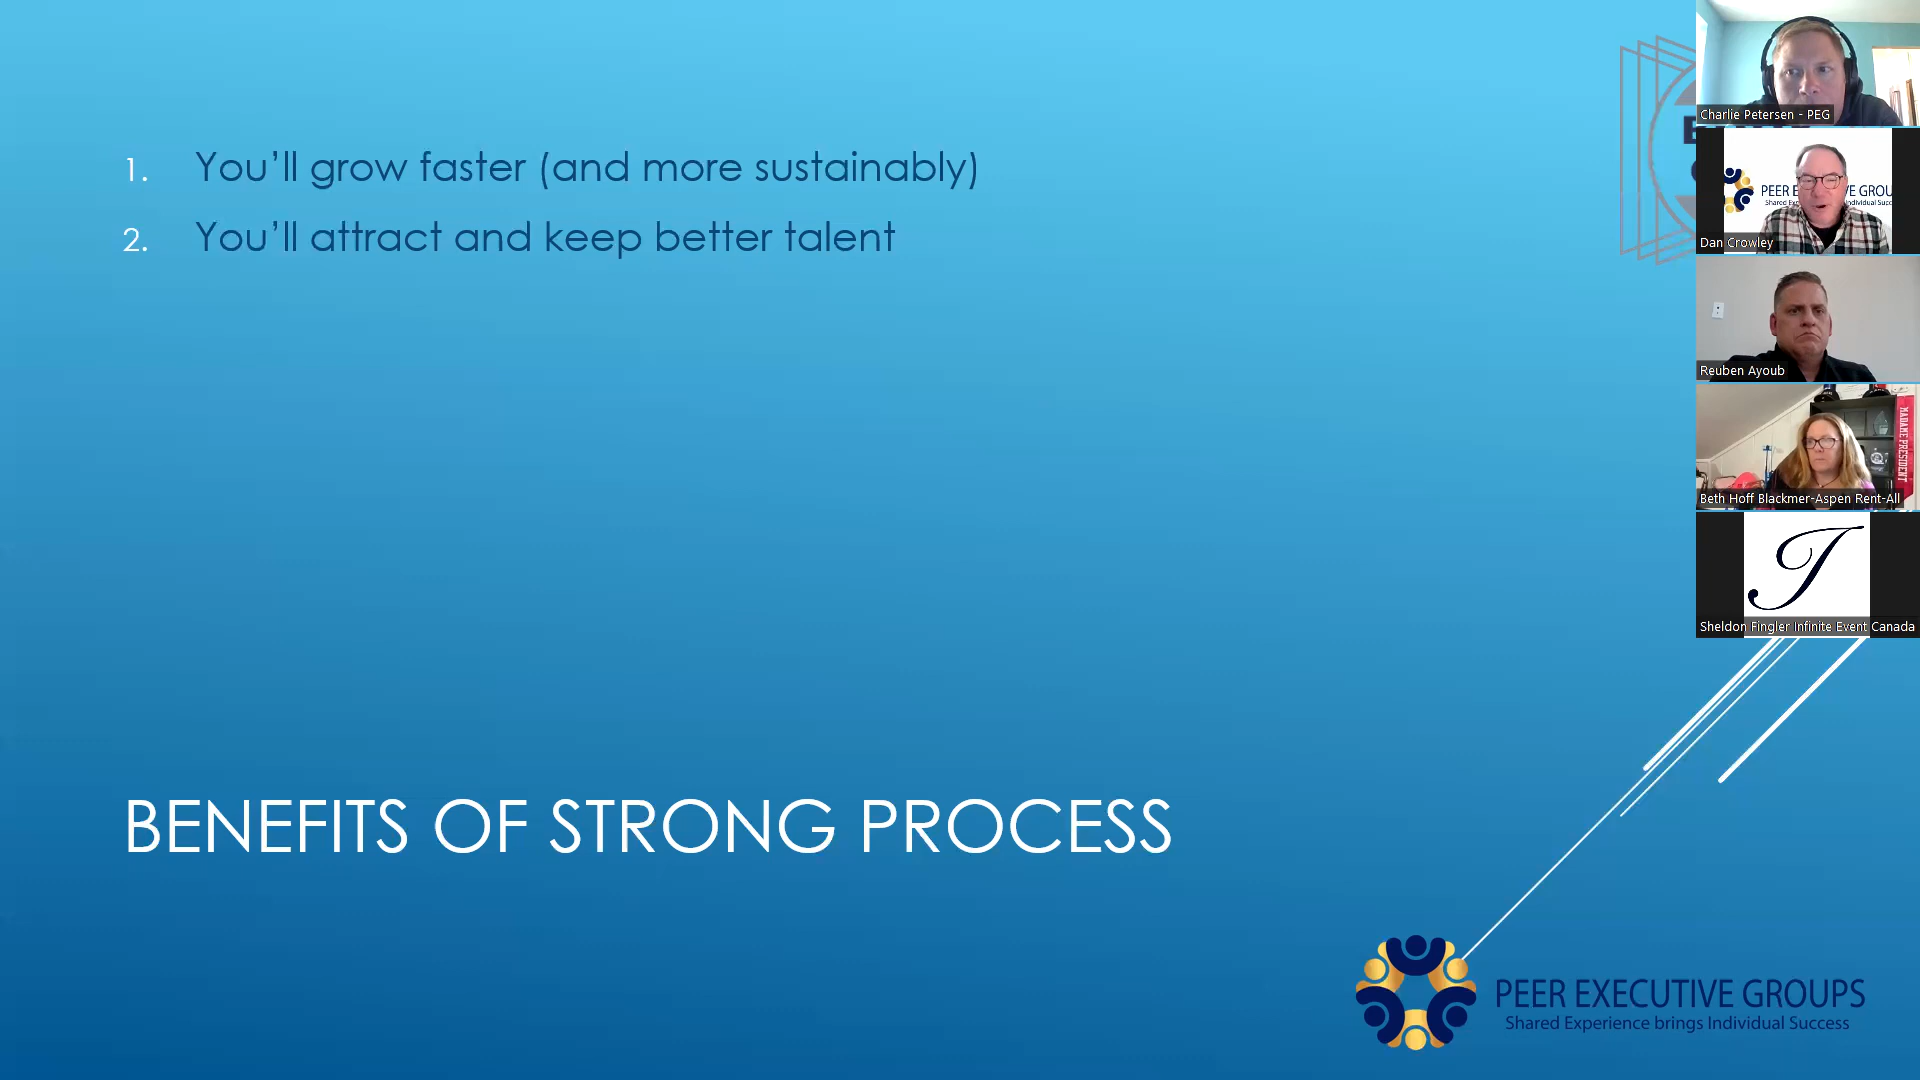 1. You’ll grow faster (and more sustainably)
2. You’ll attract and keep better talent
BENEFITS OF STRONG PROCESS
PEER EXECUTIVE GROUPS
Shared Experience brings Individual Success
Charlie Petersen - PEG
Dan Crowley
Reuben Ayoub
MADAME PRESIDENT
Beth Hoff Blackmer-Aspen Rent-All
Sheldon Fingler Infinite Event Canada